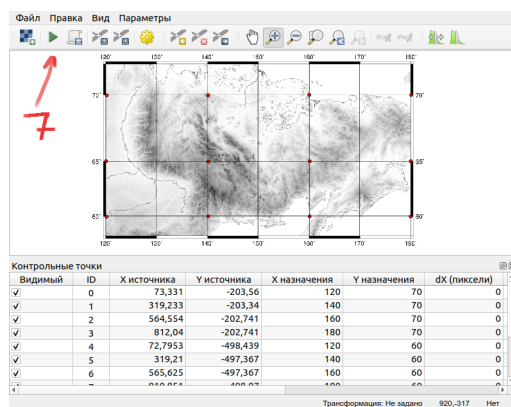 Файл Правка Вид Параметры
7
120° 130° 140° 150° 160° 170° 180°
70° 70°
65° 65°
60° 60°
120° 130° 140° 150° 160° 170° 180°
Контрольные точки
Видимый ID X источника Y источника X назначения Y назначения dX (пиксели)
0 73,331 -203,56 120 70 0
1 319,233 -203,34 140 70 0
2 564,554 -202,741 160 70 0
3 812,04 -202,741 180 70 0
4 72,7953 -498,439 120 60 0
5 319,21 -497,367 140 60 0
6 565,625 -497,367 160 60 0
Трансформация: Не задано 920,-317 Нет